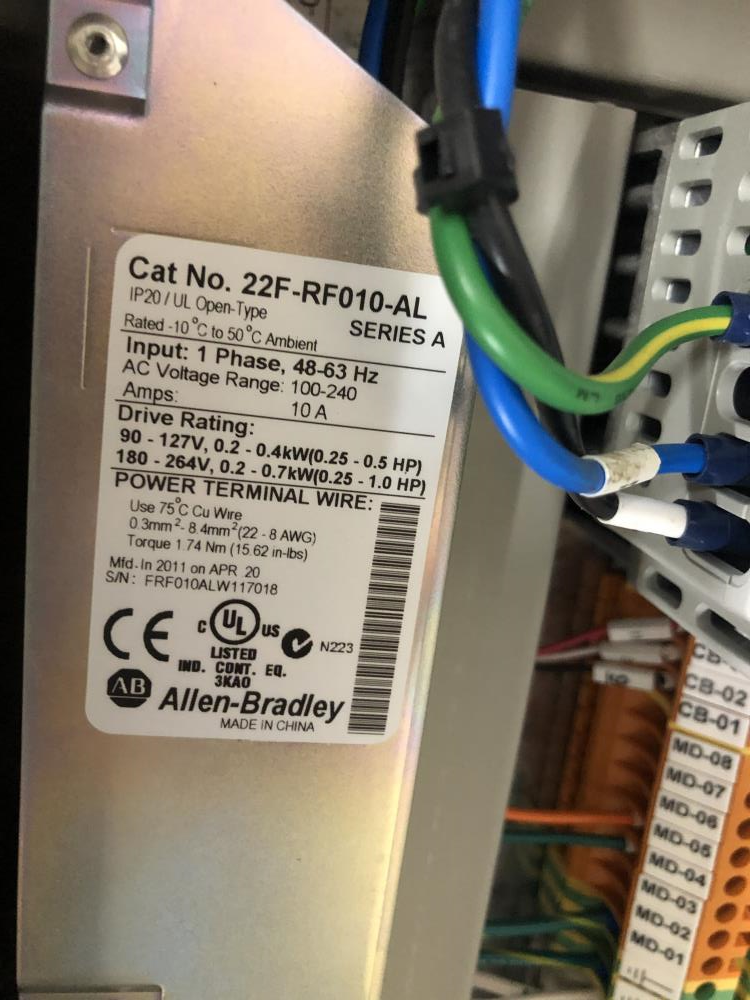 Cat No. 22F-RF010-AL
IP20 / UL Open-Type
SERIES A
Rated -10°C to 50°C Ambient
Input: 1 Phase, 48-63 Hz
AC Voltage Range: 100-240
Amps: 10 A
Drive Rating:
90 - 127V, 0.2 - 0.4kW(0.25 - 0.5 HP)
180 - 264V, 0.2 - 0.7kW(0.25 - 1.0 HP)
POWER TERMINAL WIRE:
Use 75°C Cu Wire
0.3mm²- 8.4mm²(22 - 8 AWG)
Torque 1.74 Nm (15.62 in-lbs)
Mfd. In 2011 on APR 20
S/N: FRF010ALW117018
CE
C UL US
N223
LISTED
IND. CONT. EQ.
3KA0
AB Allen-Bradley
MADE IN CHINA
CB-02
CB-01
MD-08
MD-07
MD-06
MD-05
MD-04
MD-03
MD-02
MD-01